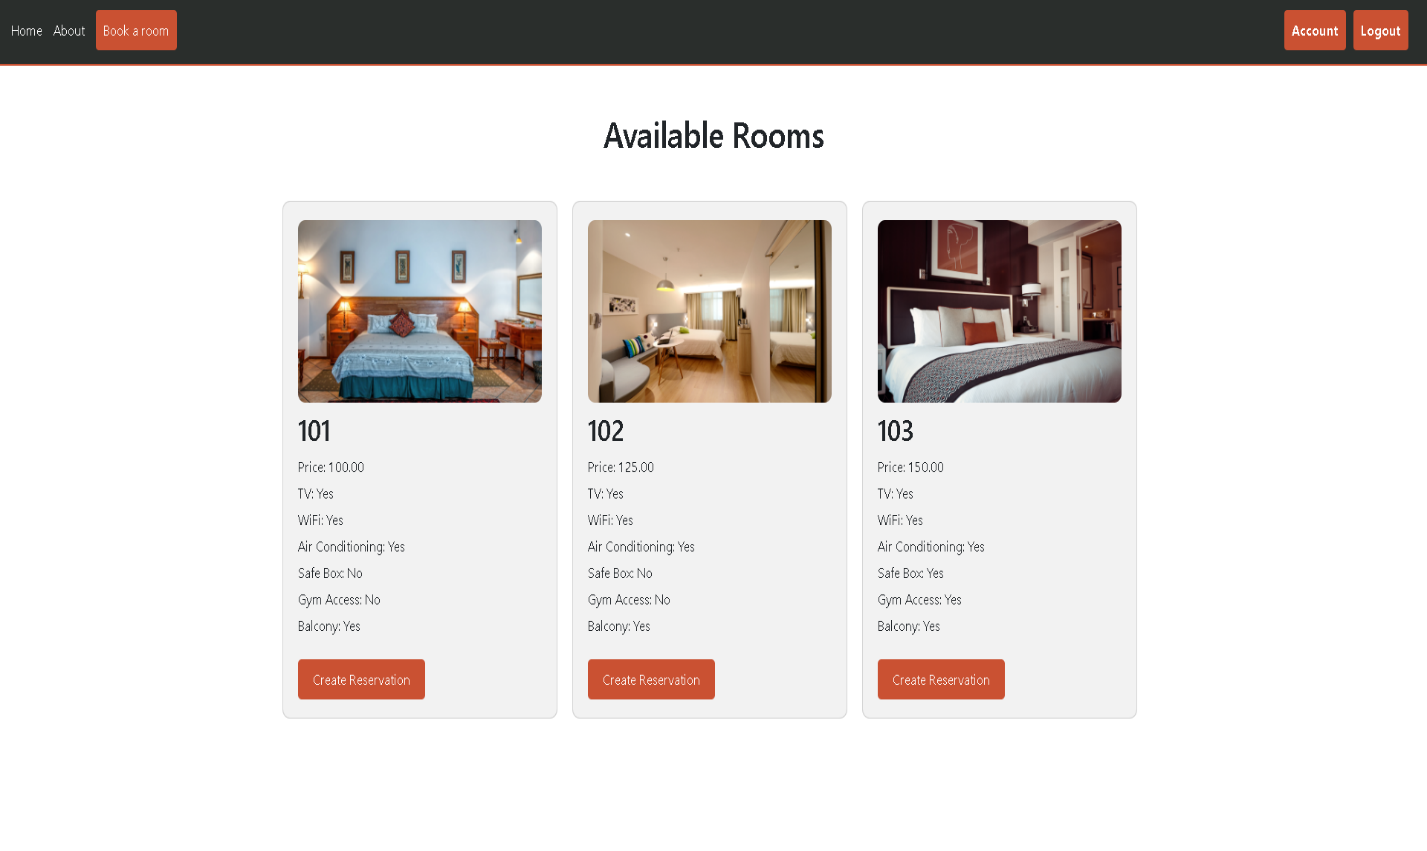 Home About Book a room Account Logout
Available Rooms
101
Price: 100.00
TV: Yes
WiFi: Yes
Air Conditioning: Yes
Safe Box: No
Gym Access: No
Balcony: Yes
Create Reservation
102
Price: 125.00
TV: Yes
WiFi: Yes
Air Conditioning: Yes
Safe Box: No
Gym Access: No
Balcony: Yes
Create Reservation
103
Price: 150.00
TV: Yes
WiFi: Yes
Air Conditioning: Yes
Safe Box: Yes
Gym Access: Yes
Balcony: Yes
Create Reservation